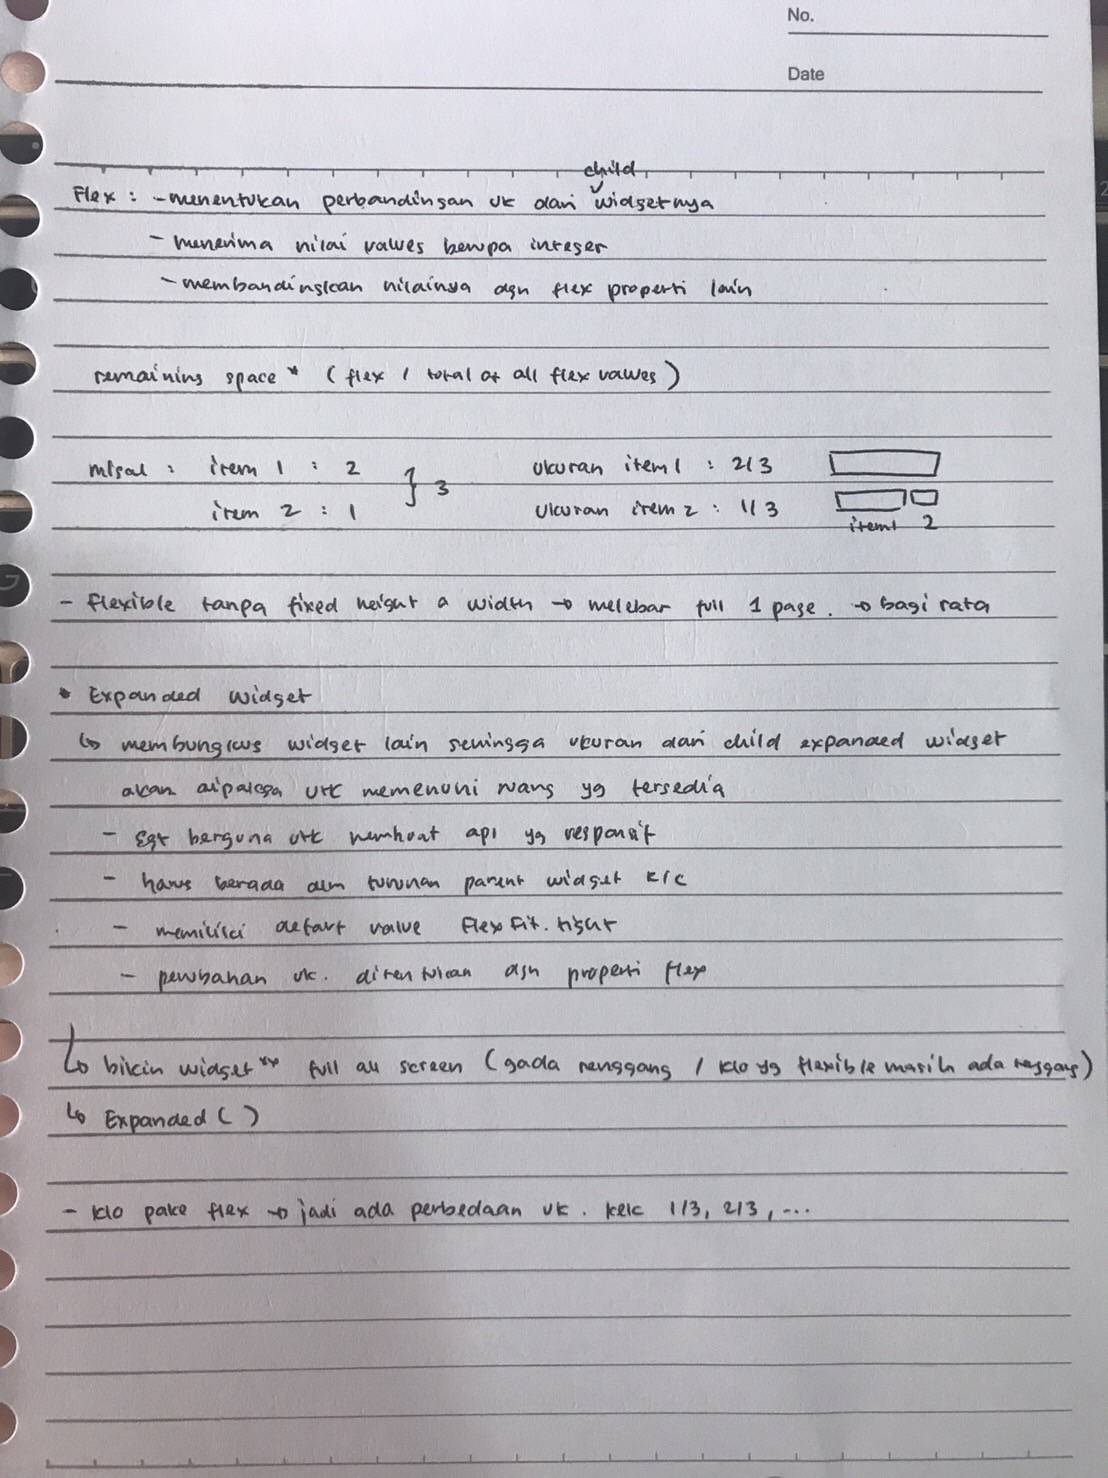 No.
Date
Flex : - menentukan perbandingan uk dari child widgetnya
- menerima nilai values berupa integer
- membandingkan nilainya dgn flex properti lain
remaining space * (flex / total of all flex values)
misal : item 1 : 2 } 3 ukuran item 1 : 2/3
item 2 : 1 ukuran item 2 : 1/3
item1 2
- flexible tanpa fixed height a width → melebar full 1 page. → bagi rata
* Expanded widget
↳ membungkus widget lain sehingga ukuran dari child expanded widget
akan dipaksa utk memenuhi ruang yg tersedia
- sgt berguna utk membuat apl yg responsif
- harus berada dlm turunan parent widget R/C
- memiliki defaut value FlexFit.tight
- perubahan uk. ditentukan dgn properti flex
↳ bikin widget** full all screen (gada renggang / klo yg flexible masih ada renggang)
↳ Expanded ( )
- klo pake flex → jadi ada perbedaan uk. kek 1/3, 2/3, ...